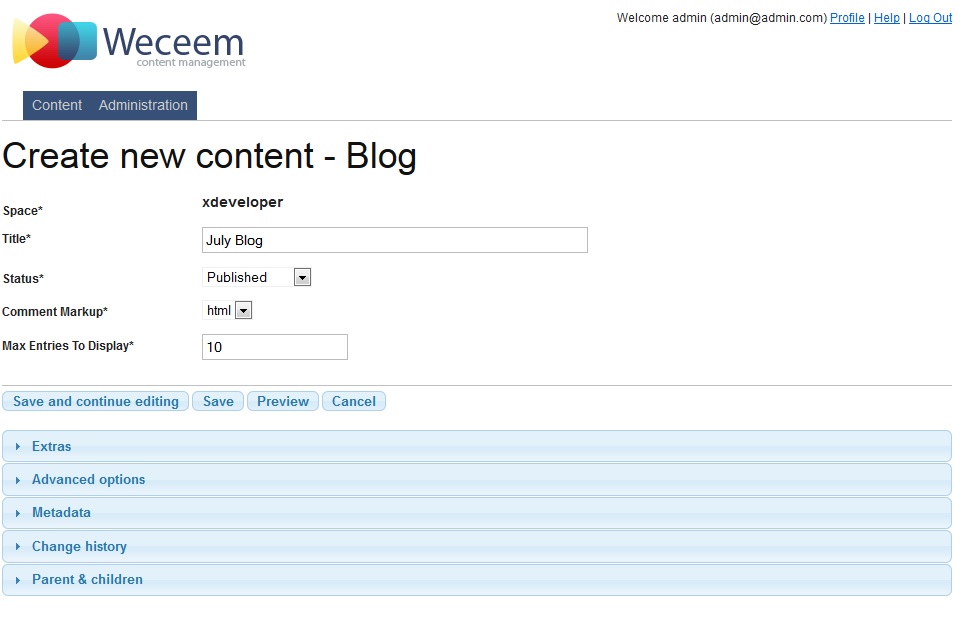 Welcome admin (admin@admin.com) Profile | Help | Log Out
Weceem
content management
Content Administration
Create new content - Blog
Space* xdeveloper
Title* July Blog
Status* Published
Comment Markup* html
Max Entries To Display* 10
Save and continue editing Save Preview Cancel
Extras
Advanced options
Metadata
Change history
Parent & children